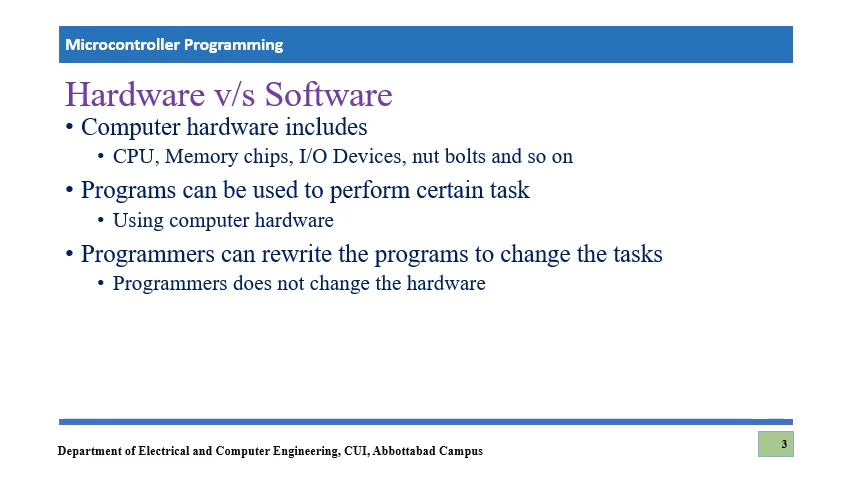 Microcontroller Programming
Hardware v/s Software
• Computer hardware includes
• CPU, Memory chips, I/O Devices, nut bolts and so on
• Programs can be used to perform certain task
• Using computer hardware
• Programmers can rewrite the programs to change the tasks
• Programmers does not change the hardware
Department of Electrical and Computer Engineering, CUI, Abbottabad Campus
3